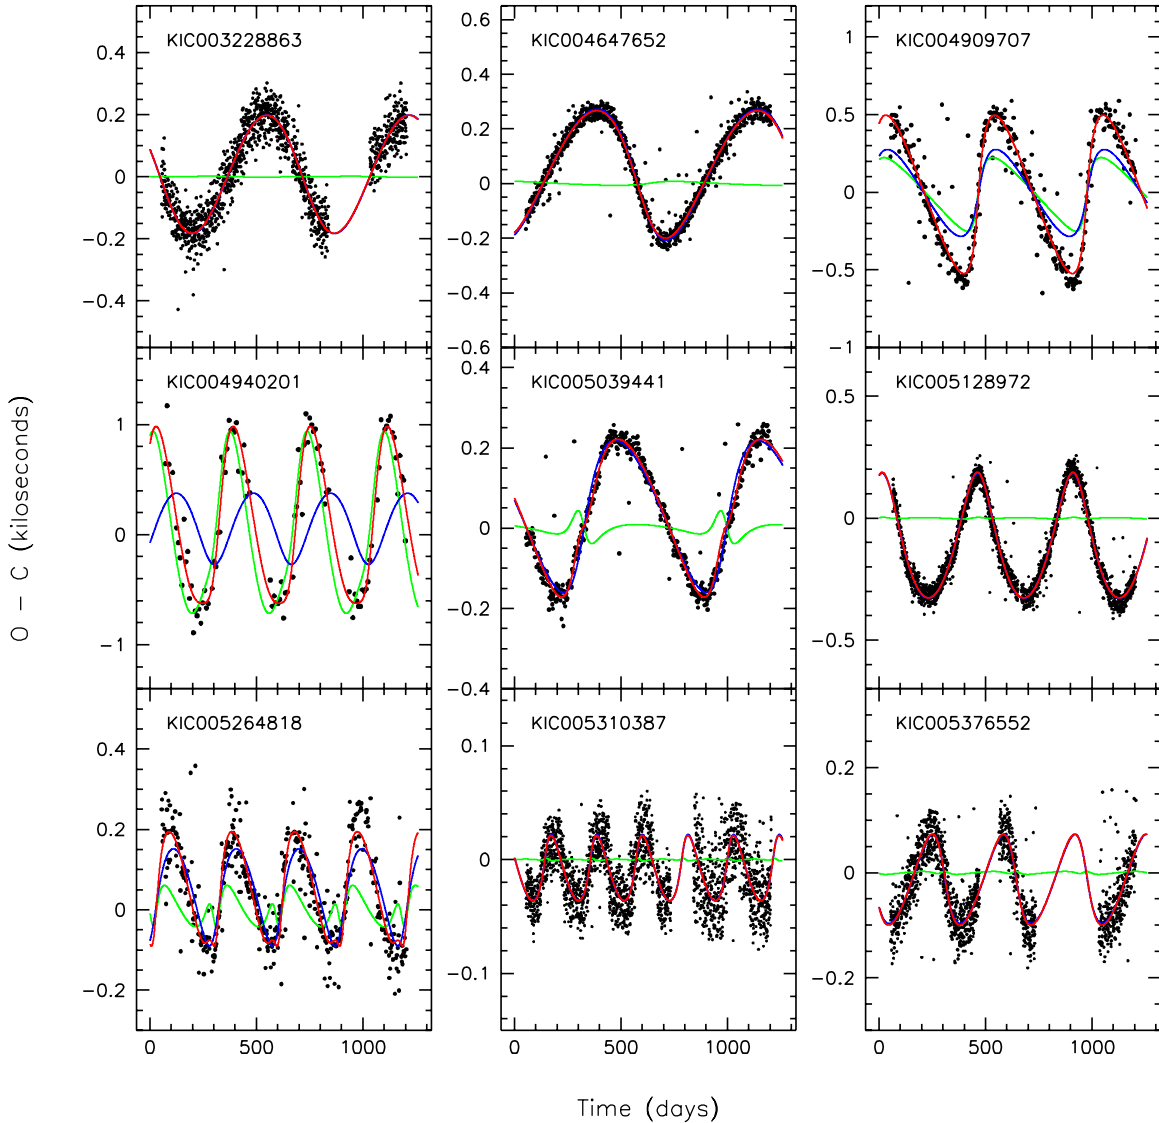 KIC003228863
KIC004647652
KIC004909707
0.4
0.2
0
−0.2
−0.4
0.6
0.4
0.2
0
−0.2
−0.4
−0.6
1
0.5
0
−0.5
−1
KIC004940201
KIC005039441
KIC005128972
1
0
−1
0.4
0.2
0
−0.2
−0.4
0.5
0
−0.5
KIC005264818
KIC005310387
KIC005376552
0.4
0.2
0
−0.2
0.1
0
−0.1
0.2
0
−0.2
0 500 1000
0 500 1000
0 500 1000
O − C (kiloseconds)
Time (days)